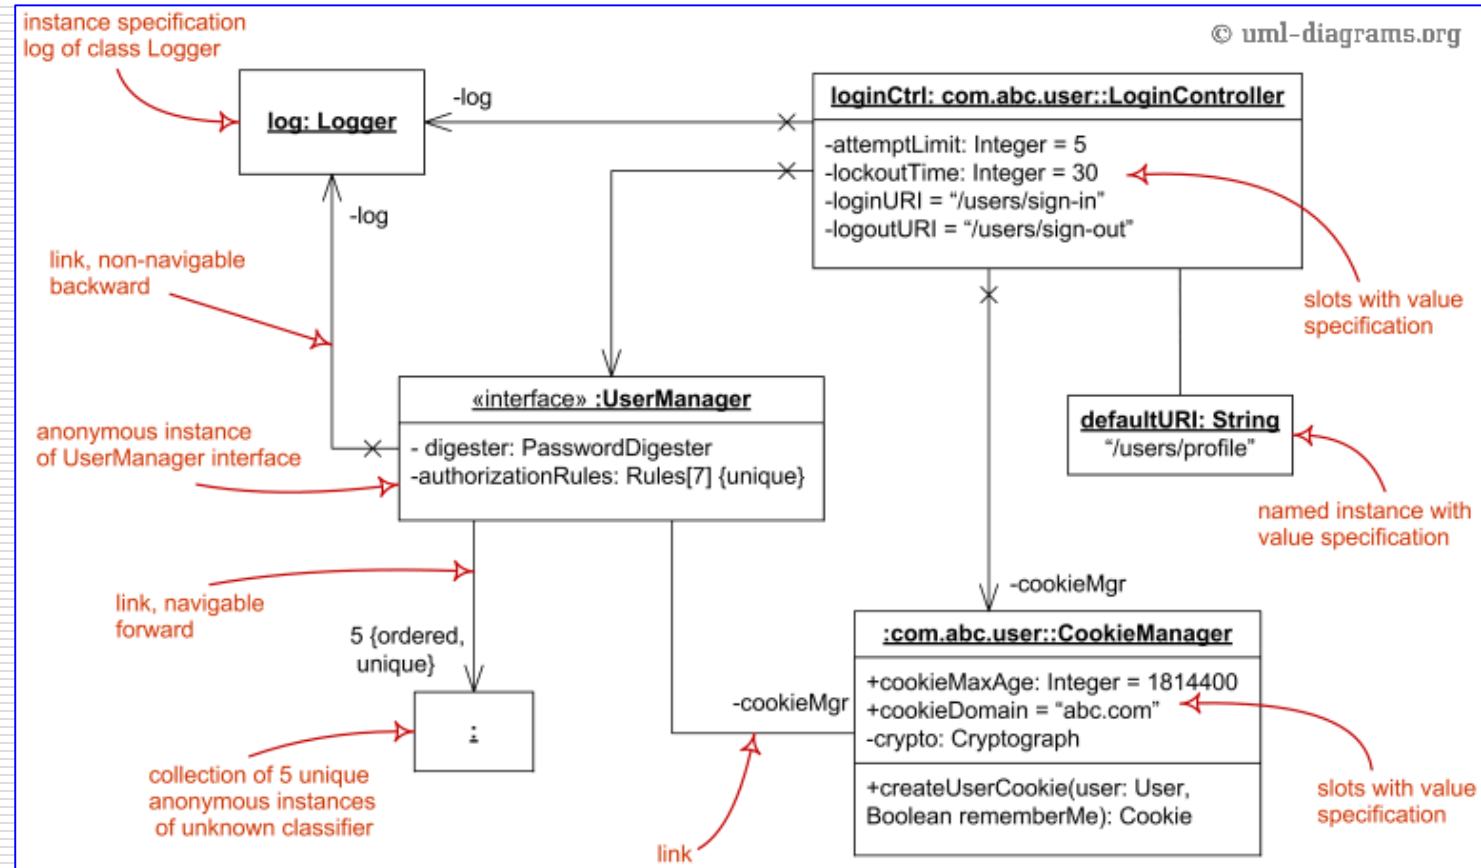 instance specification
log of class Logger
© uml-diagrams.org
log: Logger
-log
loginCtrl: com.abc.user::LoginController
-attemptLimit: Integer = 5
-lockoutTime: Integer = 30
-loginURI = “/users/sign-in”
-logoutURI = “/users/sign-out”
-log
link, non-navigable
backward
slots with value
specification
«interface» :UserManager
- digester: PasswordDigester
-authorizationRules: Rules[7] {unique}
anonymous instance
of UserManager interface
defaultURI: String
“/users/profile”
named instance with
value specification
link, navigable
forward
-cookieMgr
5 {ordered,
unique}
:
:com.abc.user::CookieManager
+cookieMaxAge: Integer = 1814400
+cookieDomain = “abc.com”
-crypto: Cryptograph
+createUserCookie(user: User,
Boolean rememberMe): Cookie
-cookieMgr
collection of 5 unique
anonymous instances
of unknown classifier
slots with value
specification
link